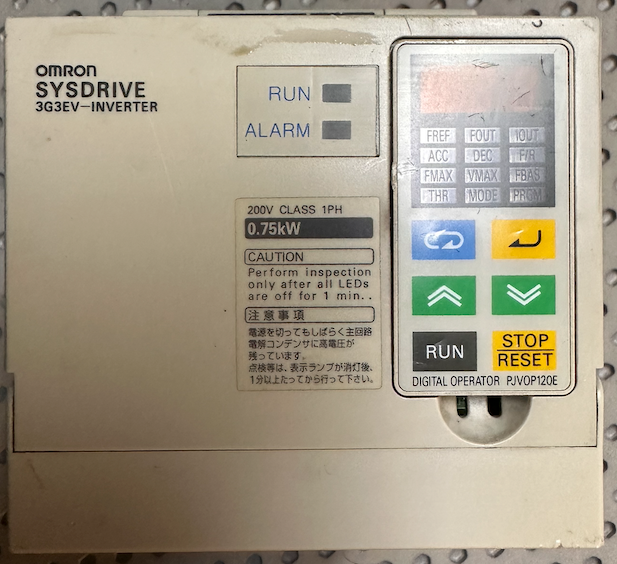 OMRON
SYSDRIVE
3G3EV-INVERTER
RUN
ALARM
200V CLASS 1PH
0.75kW
CAUTION
Perform inspection
only after all LEDs
are off for 1 min..
注意事項
電源を切ってもしばらく主回路
電解コンデンサに高電圧が
残っています。
点検等は、表示ランプが消灯後、
1分以上たってから行って下さい。
FREF FOUT IOUT
ACC DEC F/R
FMAX VMAX FBAS
THR MODE PRGM
RUN
STOP
RESET
DIGITAL OPERATOR PJVOP120E